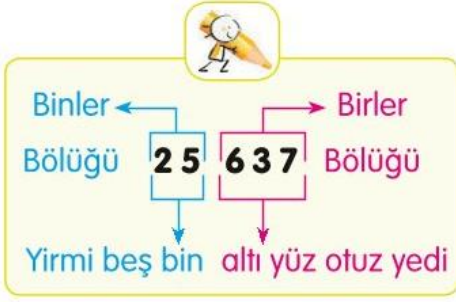 Binler Birler
Bölüğü 25 637 Bölüğü
Yirmi beş bin altı yüz otuz yedi